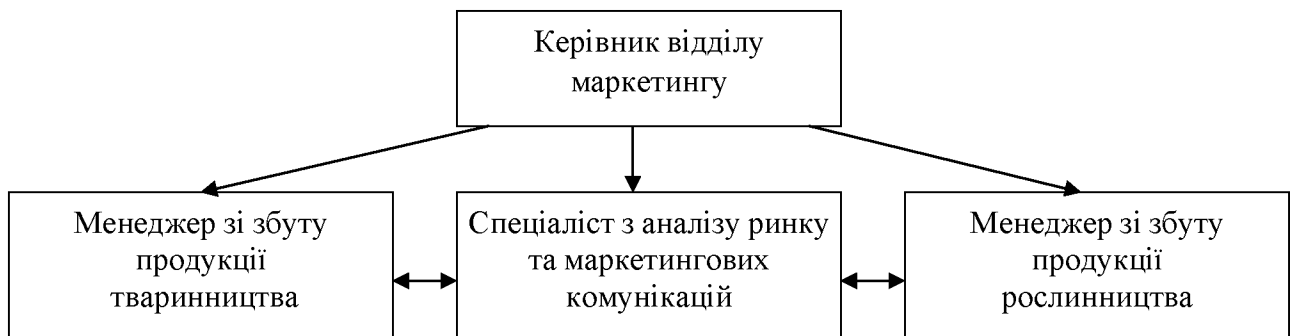 Керівник відділу
маркетингу
Менеджер зі збуту
продукції
тваринництва
Спеціаліст з аналізу ринку
та маркетингових
комунікацій
Менеджер зі збуту
продукції
рослинництва